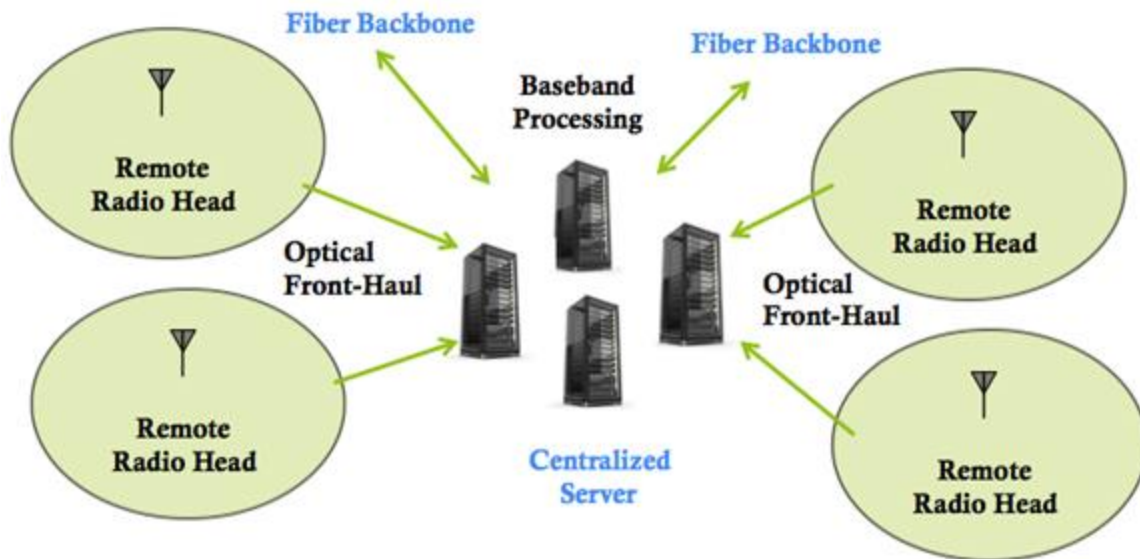 Fiber Backbone
Fiber Backbone
Baseband
Processing
Remote
Radio Head
Remote
Radio Head
Optical
Front-Haul
Optical
Front-Haul
Remote
Radio Head
Remote
Radio Head
Centralized
Server